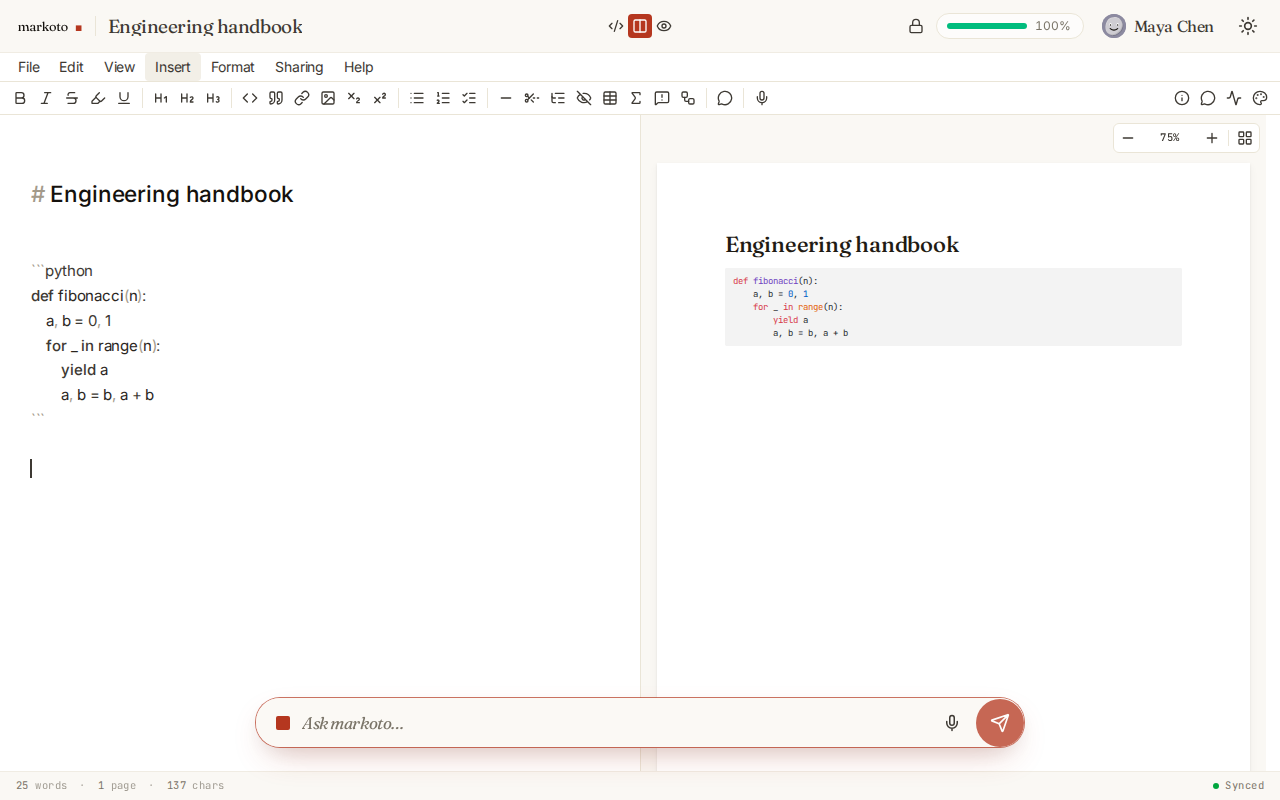 markoto
Engineering handbook
100%
Maya Chen
File Edit View Insert Format Sharing Help
H1 H2 H3
75%
# Engineering handbook
```python
def fibonacci(n):
    a, b = 0, 1
    for _ in range(n):
        yield a
        a, b = b, a + b
```
Engineering handbook
def fibonacci(n):
    a, b = 0, 1
    for _ in range(n):
        yield a
        a, b = b, a + b
Ask markoto...
25 words · 1 page · 137 chars
Synced